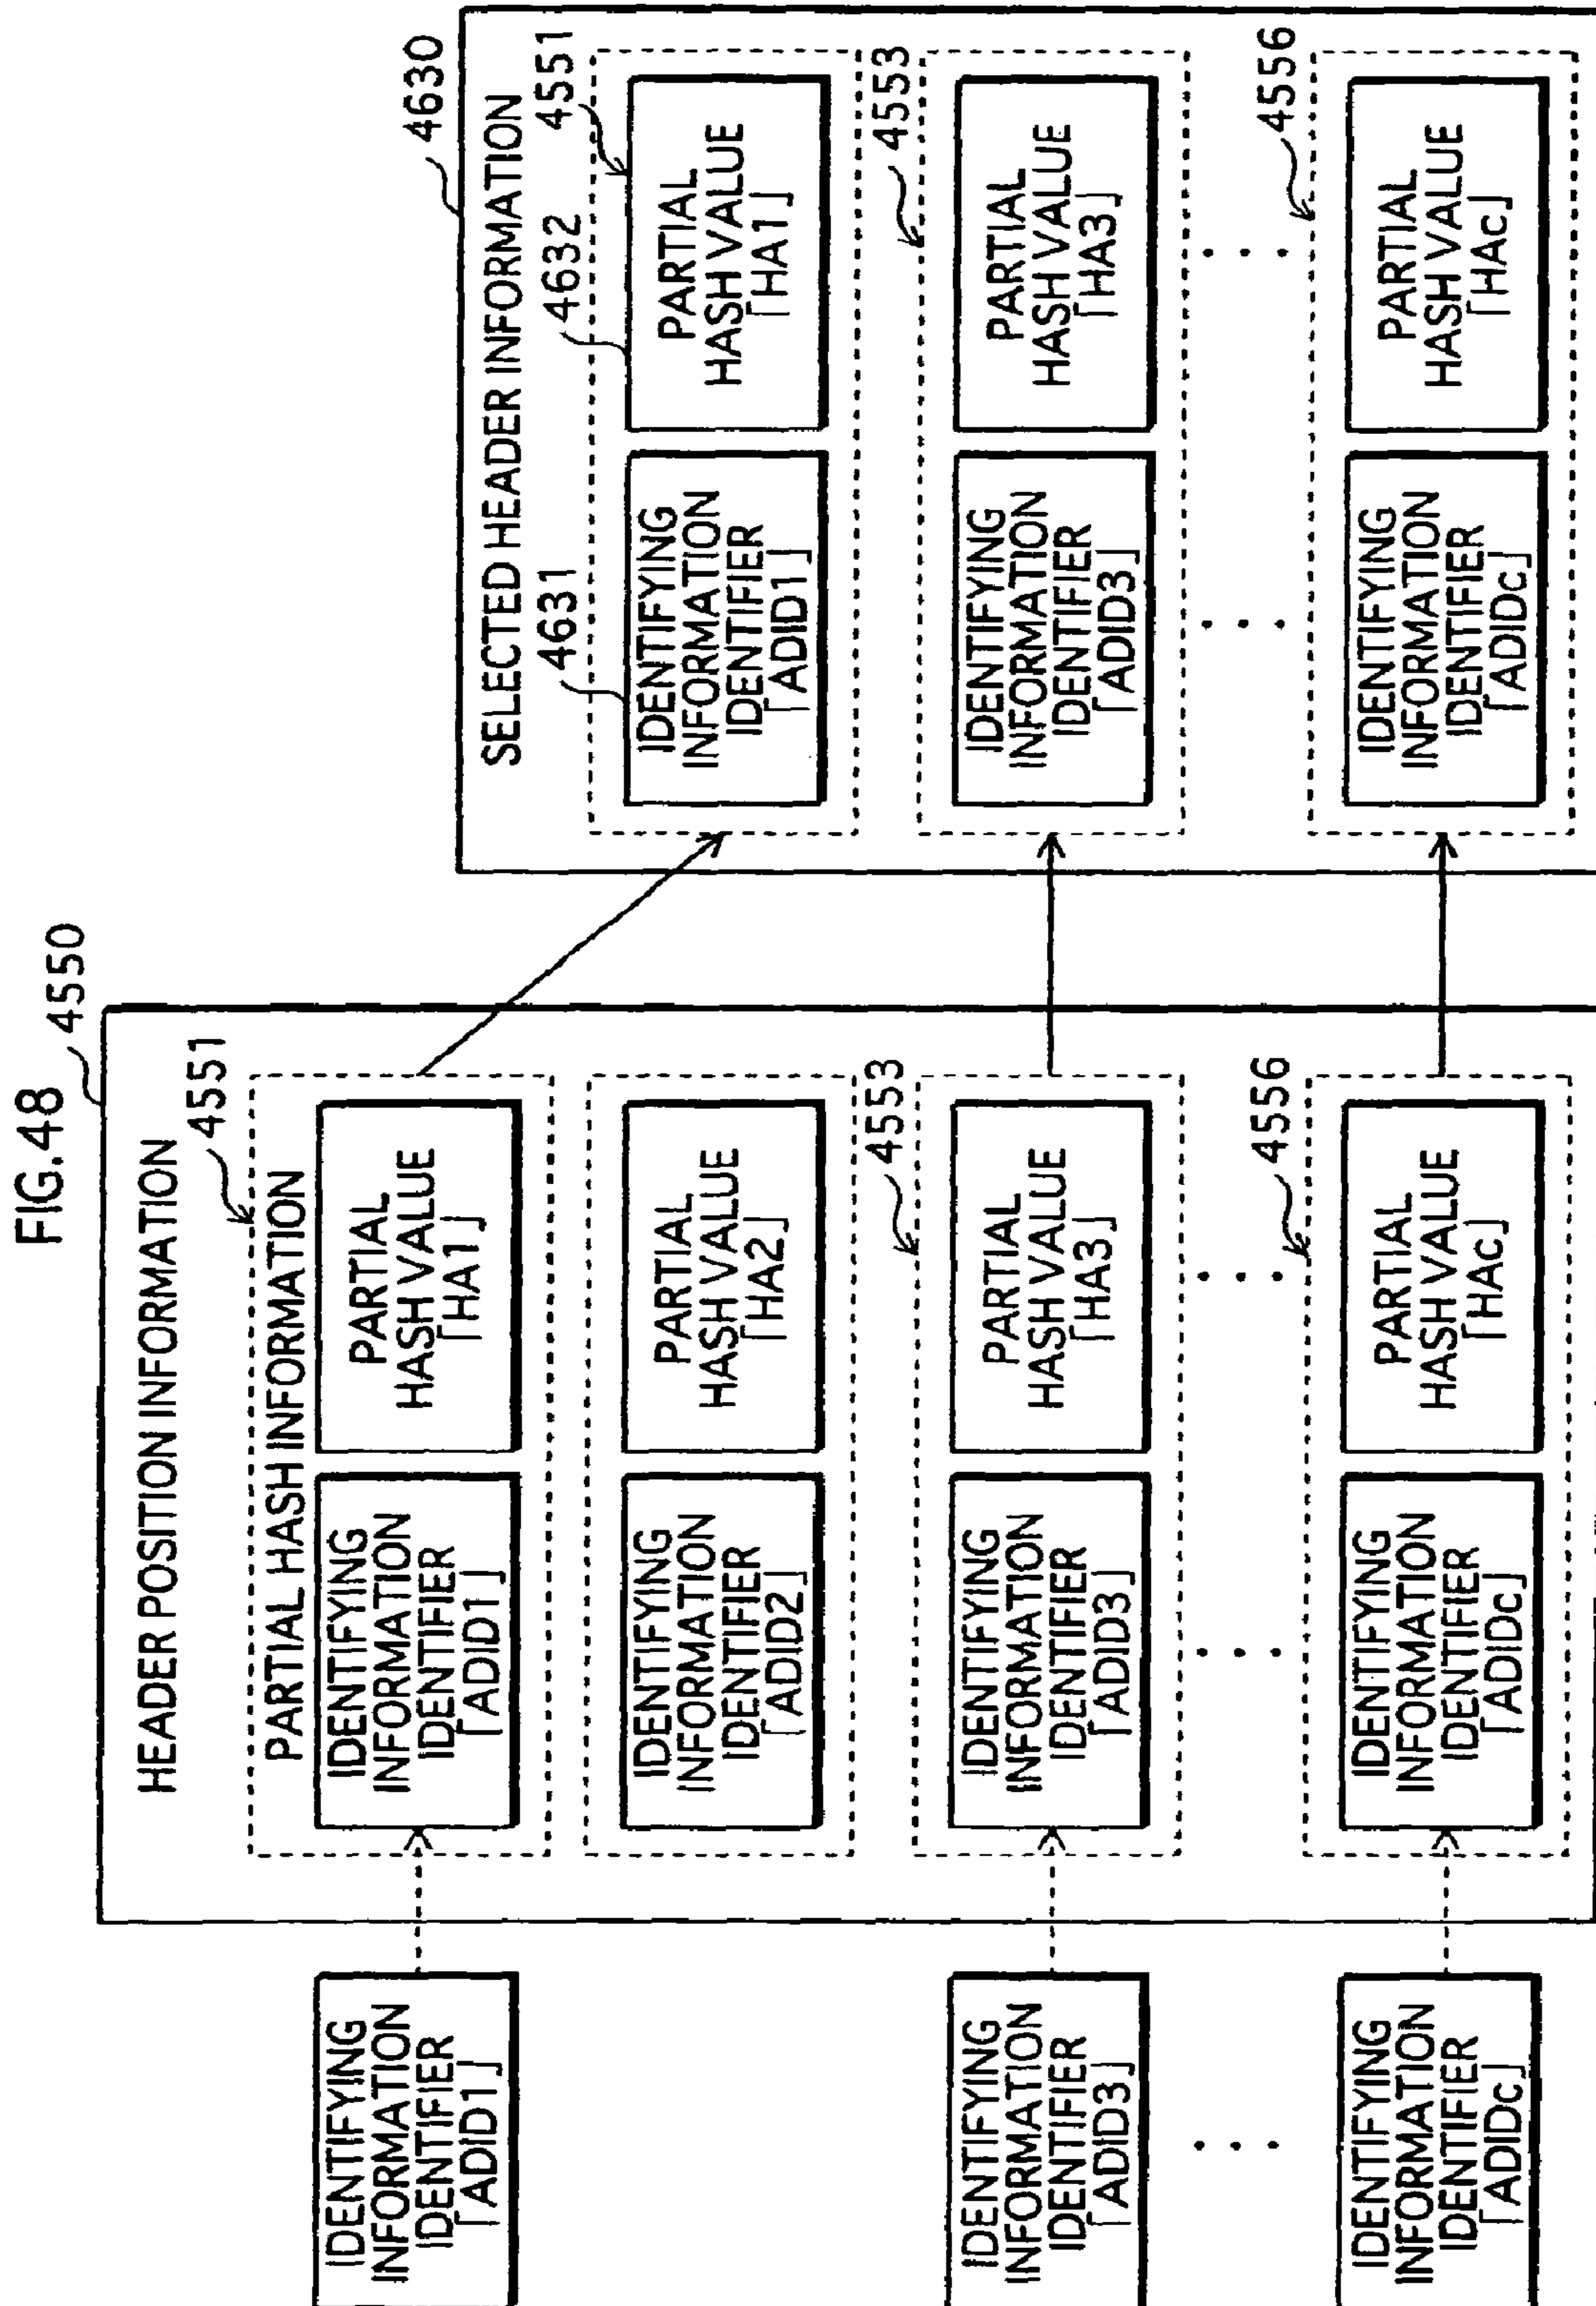 FIG.48
IDENTIFYING
INFORMATION
IDENTIFIER
「ADID1」
IDENTIFYING
INFORMATION
IDENTIFIER
「ADID3」
• • •
IDENTIFYING
INFORMATION
IDENTIFIER
「ADIDc」
4550
HEADER POSITION INFORMATION
4551
PARTIAL HASH INFORMATION
IDENTIFYING
INFORMATION
IDENTIFIER
「ADID1」
PARTIAL
HASH VALUE
「HA1」
IDENTIFYING
INFORMATION
IDENTIFIER
「ADID2」
PARTIAL
HASH VALUE
「HA2」
4553
IDENTIFYING
INFORMATION
IDENTIFIER
「ADID3」
PARTIAL
HASH VALUE
「HA3」
• • •
• • •
4556
IDENTIFYING
INFORMATION
IDENTIFIER
「ADIDc」
PARTIAL
HASH VALUE
「HAc」
4630
SELECTED HEADER INFORMATION
4631
4632
4551
IDENTIFYING
INFORMATION
IDENTIFIER
「ADID1」
PARTIAL
HASH VALUE
「HA1」
4553
IDENTIFYING
INFORMATION
IDENTIFIER
「ADID3」
PARTIAL
HASH VALUE
「HA3」
• • •
• • •
4556
IDENTIFYING
INFORMATION
IDENTIFIER
「ADIDc」
PARTIAL
HASH VALUE
「HAc」